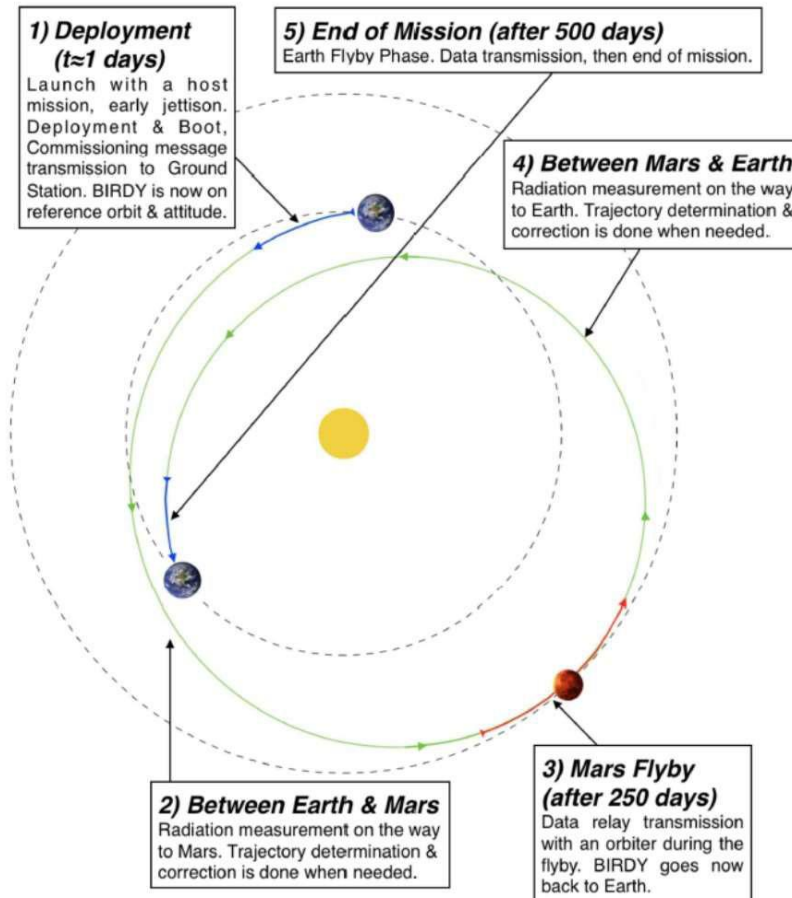 1) Deployment
(t≈1 days)
Launch with a host
mission, early jettison.
Deployment & Boot,
Commissioning message
transmission to Ground
Station. BIRDY is now on
reference orbit & attitude.
5) End of Mission (after 500 days)
Earth Flyby Phase. Data transmission, then end of mission.
4) Between Mars & Earth
Radiation measurement on the way
to Earth. Trajectory determination &
correction is done when needed.
2) Between Earth & Mars
Radiation measurement on the way
to Mars. Trajectory determination &
correction is done when needed.
3) Mars Flyby
(after 250 days)
Data relay transmission
with an orbiter during the
flyby. BIRDY goes now
back to Earth.